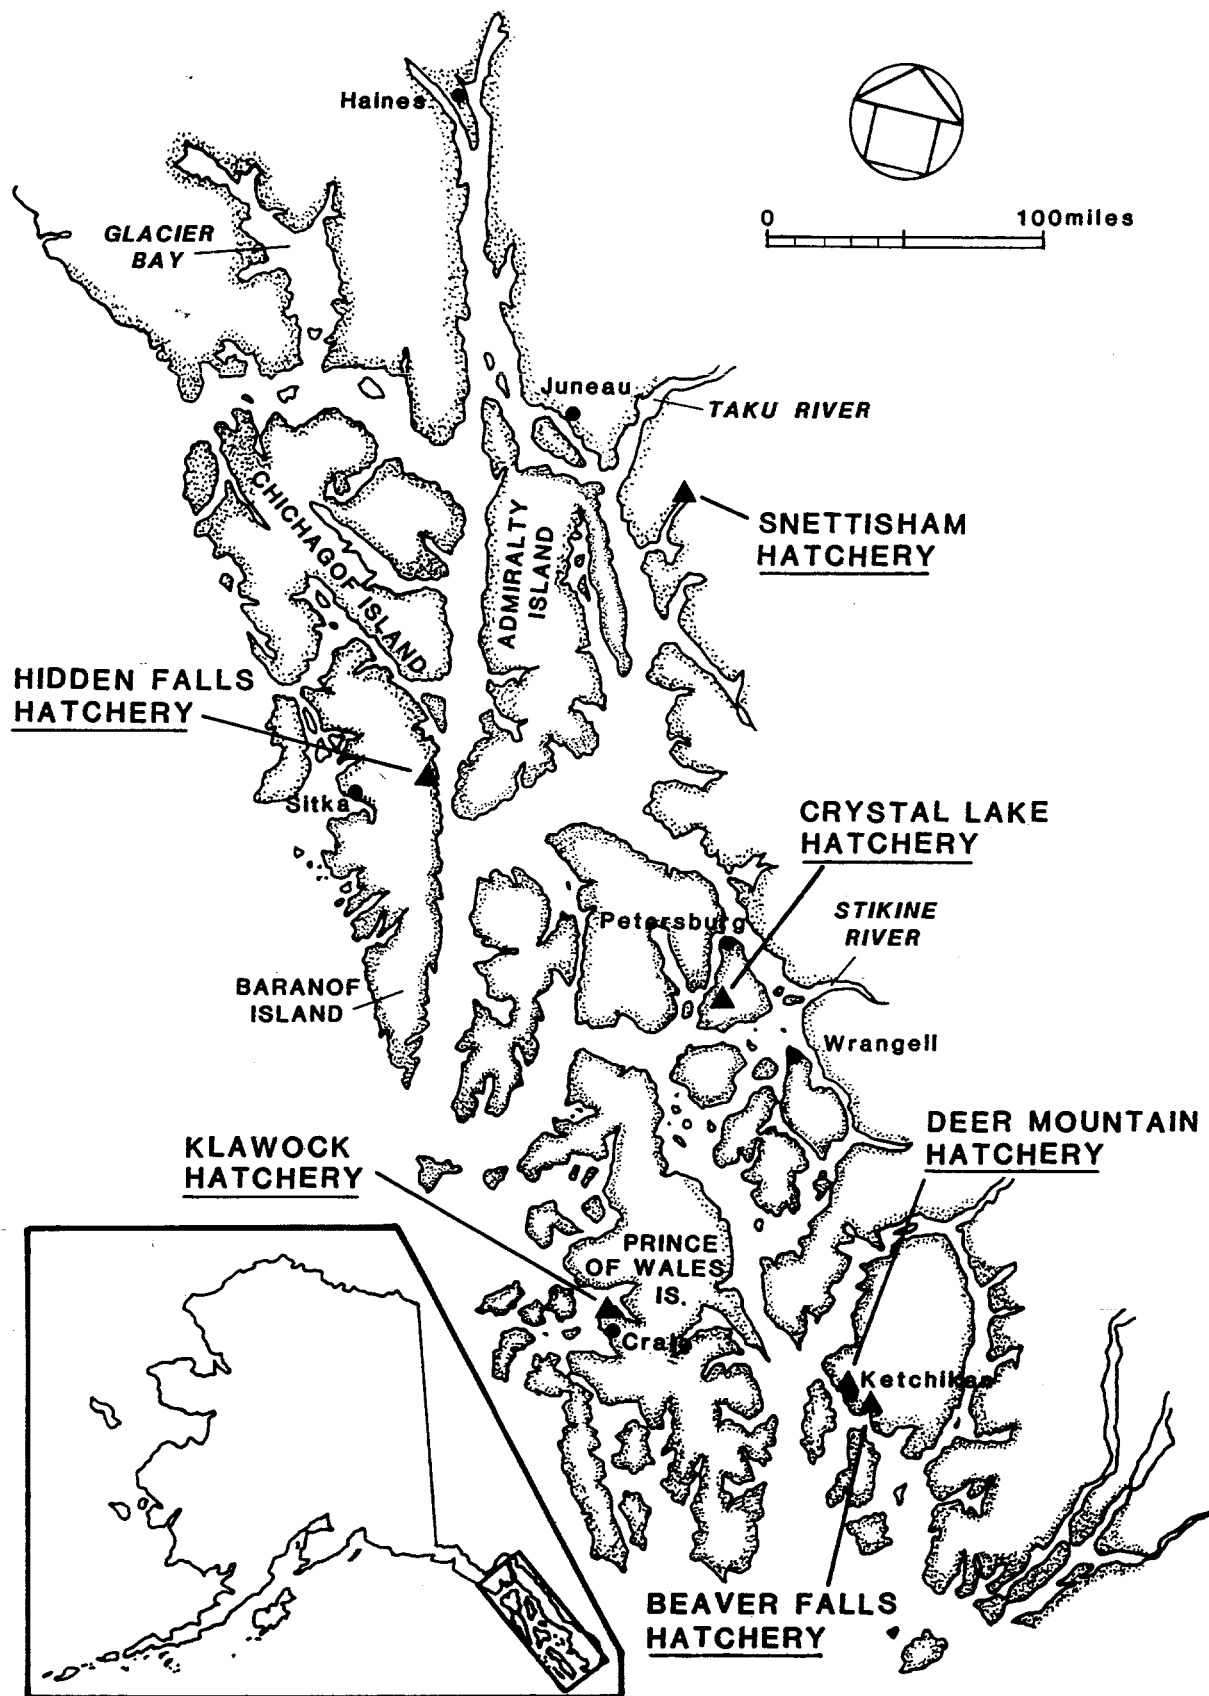 Haines
GLACIER
BAY
0 100miles
Juneau
TAKU RIVER
SNETTISHAM
HATCHERY
CHICHAGOF ISLAND
ADMIRALTY
ISLAND
HIDDEN FALLS
HATCHERY
Sitka
CRYSTAL LAKE
HATCHERY
Petersburg
STIKINE
RIVER
BARANOF
ISLAND
Wrangell
DEER MOUNTAIN
HATCHERY
KLAWOCK
HATCHERY
PRINCE
OF WALES
IS.
Craig
Ketchikan
BEAVER FALLS
HATCHERY